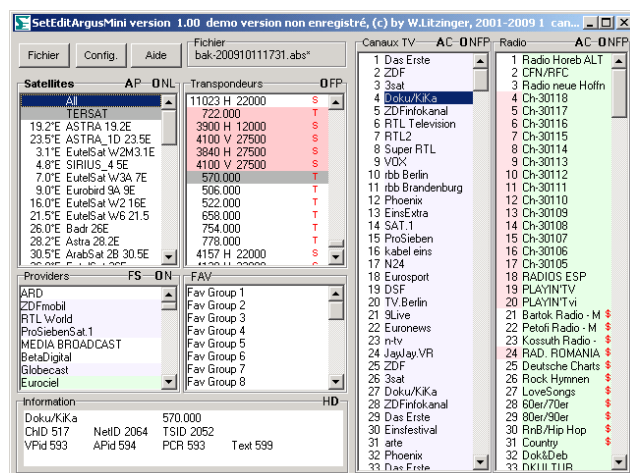 SetEditArgusMini version 1.00 demo version non enregistré, (c) by W.Litzinger, 2001-2009 1 can...
Fichier
Config.
Aide
Fichier
bak-200910111731.abs*
Satellites AP ONL
All
TERSAT
19.2°E ASTRA 19.2E
23.5°E ASTRA_1D 23.5E
3.1°E EutelSat W2M3.1E
4.8°E SIRIUS_4 5E
7.0°E EutelSat W3A 7E
9.0°E Eurobird 9A 9E
16.0°E EutelSat W2 16E
21.5°E EutelSat W6 21.5
26.0°E Badr 26E
28.2°E Astra 28.2E
30.5°E ArabSat 2B 30.5E
Transpondeurs OFP
11023 H 22000 S
722.000 T
3900 H 12000 S
4100 V 27500 S
3840 H 27500 S
4100 V 27500 S
570.000 T
506.000 T
522.000 T
658.000 T
754.000 T
778.000 T
4157 H 22000 S
Providers FS ON
ARD
ZDFmobil
RTL World
ProSiebenSat.1
MEDIA BROADCAST
BetaDigital
Globecast
Eurociel
FAV
Fav Group 1
Fav Group 2
Fav Group 3
Fav Group 4
Fav Group 5
Fav Group 6
Fav Group 7
Fav Group 8
Information HD
Doku/KiKa 570.000
ChID 517 NetID 2064 TSID 2052
VPid 593 APid 594 PCR 593 Text 599
Canaux TV AC ONFP
1 Das Erste
2 ZDF
3 3sat
4 Doku/KiKa
5 ZDFinfokanal
6 RTL Television
7 RTL2
8 Super RTL
9 VOX
10 rbb Berlin
11 rbb Brandenburg
12 Phoenix
13 EinsExtra
14 SAT.1
15 ProSieben
16 kabel eins
17 N24
18 Eurosport
19 DSF
20 TV.Berlin
21 9Live
22 Euronews
23 n-tv
24 JayJay.VR
25 ZDF
26 3sat
27 Doku/KiKa
28 ZDFinfokanal
29 Das Erste
30 Einsfestival
31 arte
32 Phoenix
33 Das Erste
Radio AC ONFP
1 Radio Horeb ALT
2 CFN/RFC
3 Radio neue Hoffn
4 Ch-30118
5 Ch-30117
6 Ch-30116
7 Ch-30115
8 Ch-30114
9 Ch-30113
10 Ch-30112
11 Ch-30111
12 Ch-30110
13 Ch-30109
14 Ch-30108
15 Ch-30107
16 Ch-30106
17 Ch-30105
18 RADIOS ESP
19 PLAYIN'TV
20 PLAYINTVi
21 Bartok Radio - M $
22 Petofi Radio - M $
23 Kossuth Radio - $
24 RAD. ROMANIA $
25 Deutsche Charts $
26 Rock Hymnen $
27 LoveSongs $
28 60er/70er $
29 80er/90er $
30 RnB/Hip Hop $
31 Country $
32 Dok&Deb
33 DKULTUR